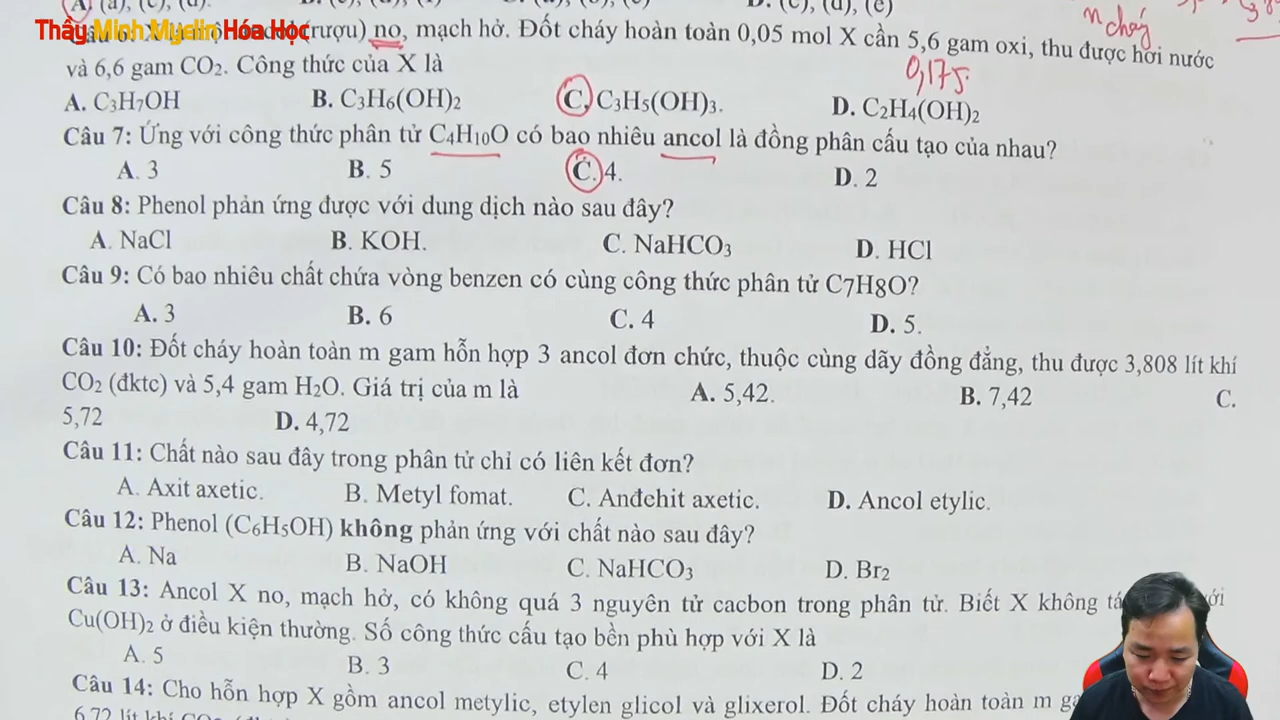 A. (a), (c), (d). D. (c), (d), (e)
Thầy Minh Myelin Hóa Học
(rượu) no, mạch hở. Đốt cháy hoàn toàn 0,05 mol X cần 5,6 gam oxi, thu được hơi nước
n cháy
và 6,6 gam CO₂. Công thức của X là
0,175
A. C₃H₇OH B. C₃H₆(OH)₂ C. C₃H₅(OH)₃. D. C₂H₄(OH)₂
Câu 7: Ứng với công thức phân tử C₄H₁₀O có bao nhiêu ancol là đồng phân cấu tạo của nhau?
A. 3 B. 5 C. 4. D. 2
Câu 8: Phenol phản ứng được với dung dịch nào sau đây?
A. NaCl B. KOH. C. NaHCO₃ D. HCl
Câu 9: Có bao nhiêu chất chứa vòng benzen có cùng công thức phân tử C7H8O?
A. 3 B. 6 C. 4 D. 5.
Câu 10: Đốt cháy hoàn toàn m gam hỗn hợp 3 ancol đơn chức, thuộc cùng dãy đồng đẳng, thu được 3,808 lít khí
CO₂ (đktc) và 5,4 gam H₂O. Giá trị của m là A. 5,42. B. 7,42 C.
5,72 D. 4,72
Câu 11: Chất nào sau đây trong phân tử chỉ có liên kết đơn?
A. Axit axetic. B. Metyl fomat. C. Anđehit axetic. D. Ancol etylic.
Câu 12: Phenol (C₆H₅OH) không phản ứng với chất nào sau đây?
A. Na B. NaOH C. NaHCO₃ D. Br₂
Câu 13: Ancol X no, mạch hở, có không quá 3 nguyên tử cacbon trong phân tử. Biết X không
Cu(OH)₂ ở điều kiện thường. Số công thức cấu tạo bền phù hợp với X là
A. 5 B. 3 C. 4 D. 2
Câu 14: Cho hỗn hợp X gồm ancol metylic, etylen glicol và glixerol. Đốt cháy hoàn toàn m
6,72 lít khí